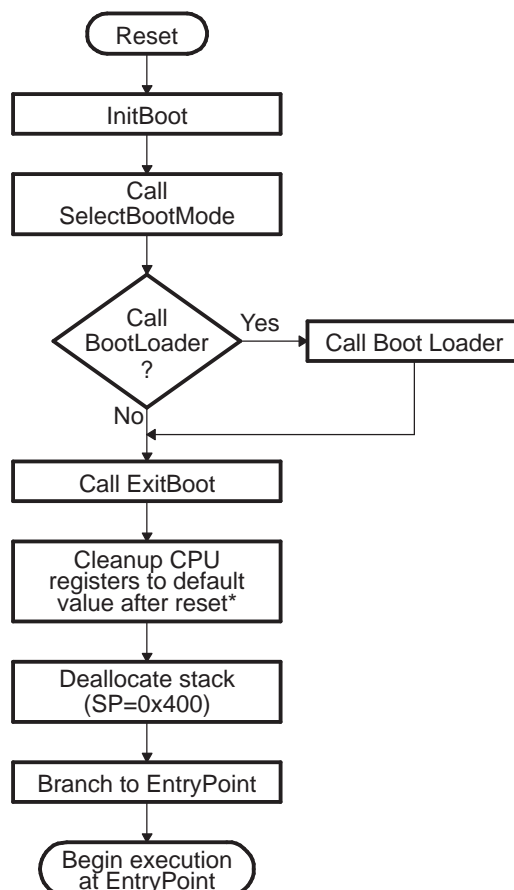 Reset
InitBoot
Call
SelectBootMode
Call
BootLoader
?
Yes
Call Boot Loader
No
Call ExitBoot
Cleanup CPU
registers to default
value after reset*
Deallocate stack
(SP=0x400)
Branch to EntryPoint
Begin execution
at EntryPoint